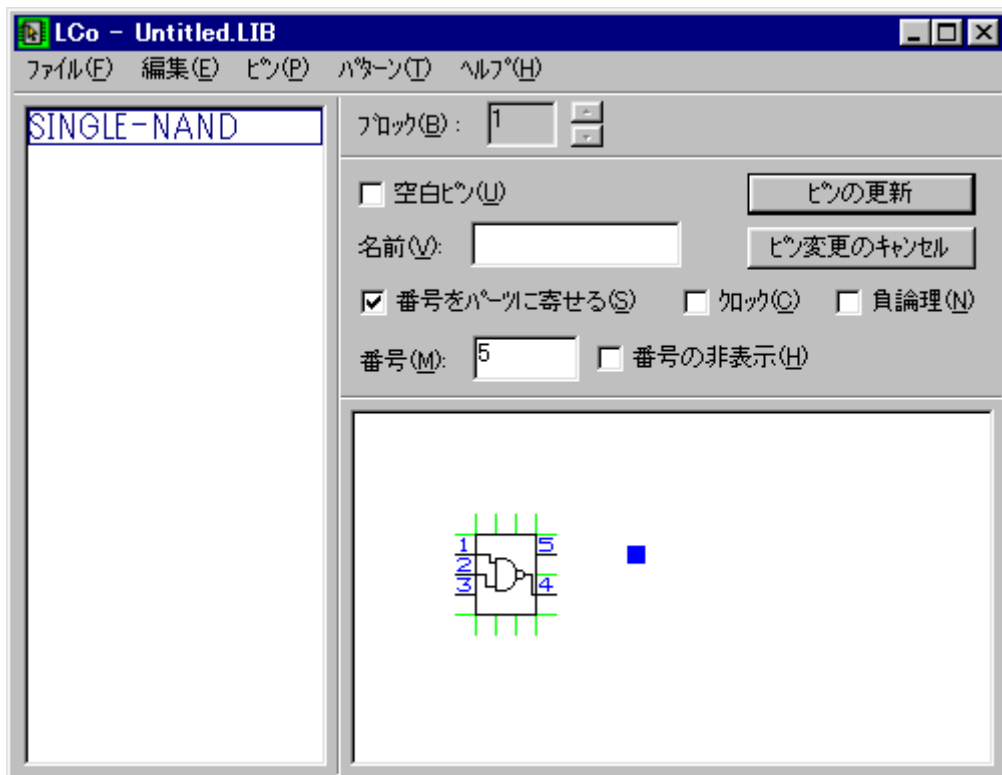 LCo - Untitled.LIB
ﾌｧｲﾙ(F) 編集(E) ﾋﾟﾝ(P) ﾊﾟﾀｰﾝ(T) ﾍﾙﾌﾟ(H)
SINGLE-NAND
ﾌﾞﾛｯｸ(B) : 1
空白ﾋﾟﾝ(U)
ﾋﾟﾝの更新
名前(V):
ﾋﾟﾝ変更のｷｬﾝｾﾙ
番号をﾊﾟｰﾂに寄せる(S) ｸﾛｯｸ(C) 負論理(N)
番号(M): 5 番号の非表示(H)
1 5
2
3 4